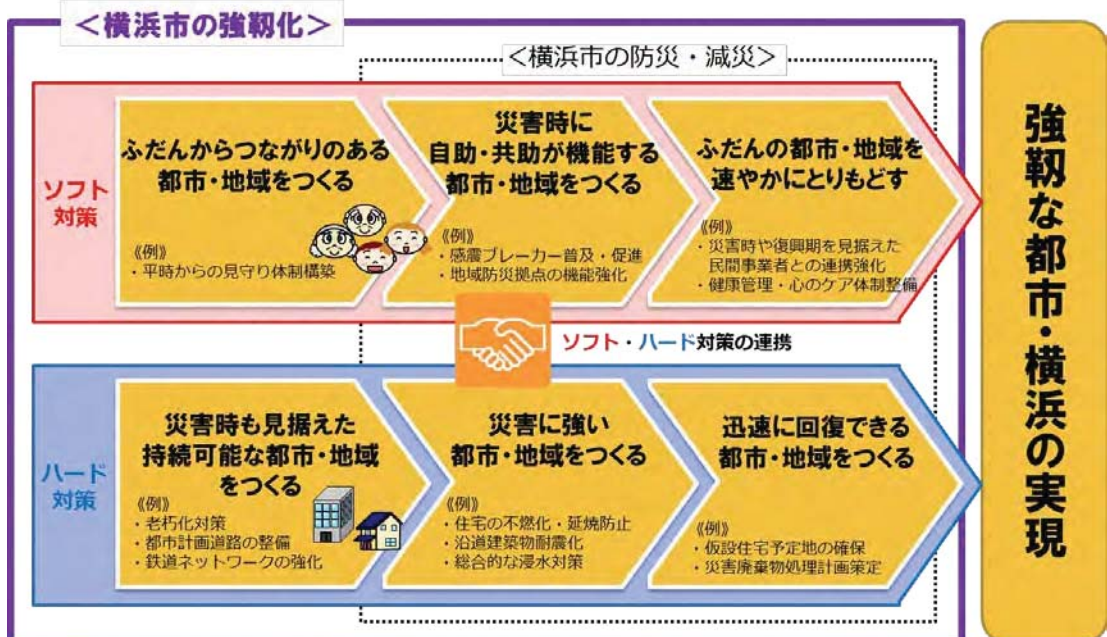 ＜横浜市の強靭化＞
＜横浜市の防災・減災＞
ソフト
対策
ふだんからつながりのある
都市・地域をつくる
《例》
・平時からの見守り体制構築
災害時に
自助・共助が機能する
都市・地域をつくる
《例》
・感震ブレーカー普及・促進
・地域防災拠点の機能強化
ふだんの都市・地域を
速やかにとりもどす
《例》
・災害時や復興期を見据えた
民間事業者との連携強化
・健康管理・心のケア体制整備
ソフト・ハード対策の連携
ハード
対策
災害時も見据えた
持続可能な都市・地域
をつくる
《例》
・老朽化対策
・都市計画道路の整備
・鉄道ネットワークの強化
災害に強い
都市・地域をつくる
《例》
・住宅の不燃化・延焼防止
・沿道建築物耐震化
・総合的な浸水対策
迅速に回復できる
都市・地域をつくる
《例》
・仮設住宅予定地の確保
・災害廃棄物処理計画策定
強靭な都市・横浜の実現